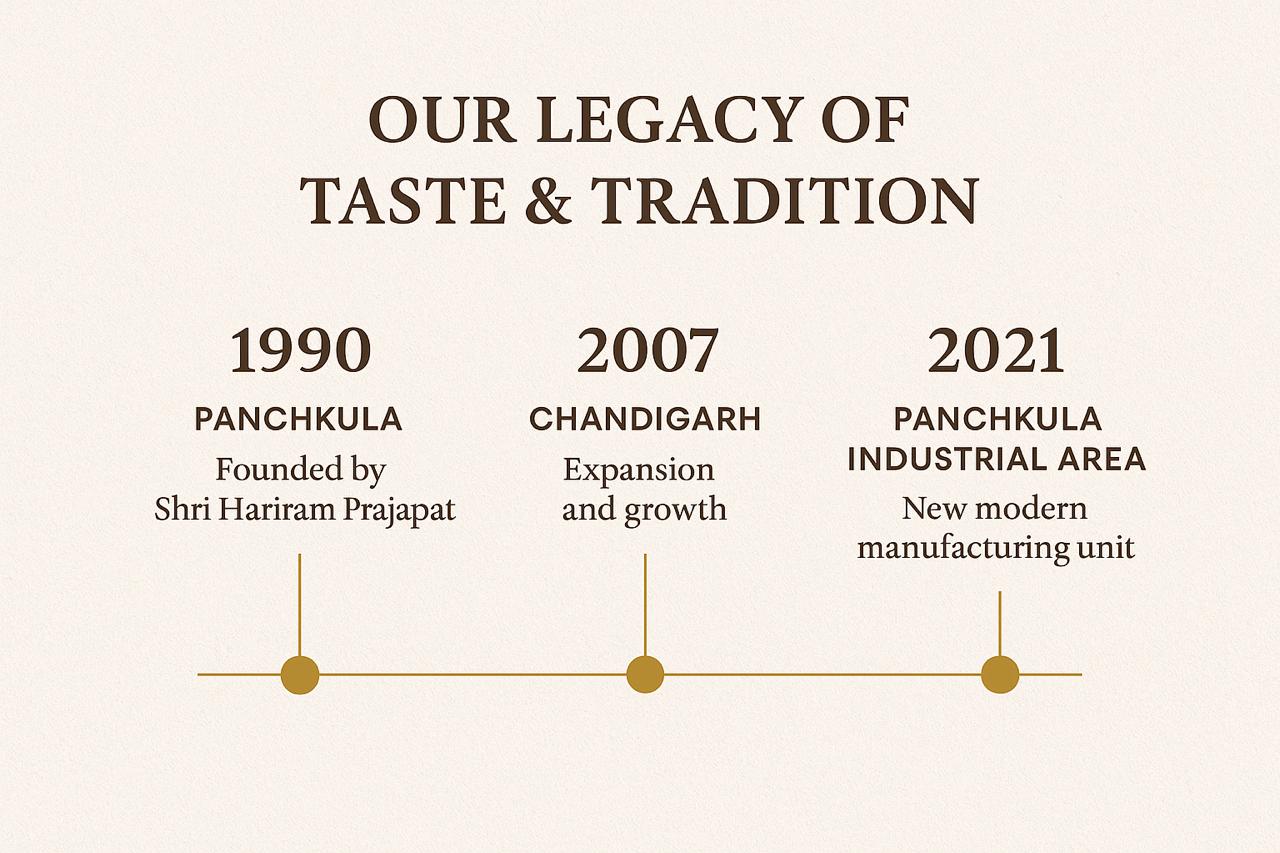 OUR LEGACY OF
TASTE & TRADITION
1990
PANCHKULA
Founded by
Shri Hariram Prajapat
2007
CHANDIGARH
Expansion
and growth
2021
PANCHKULA
INDUSTRIAL AREA
New modern
manufacturing unit